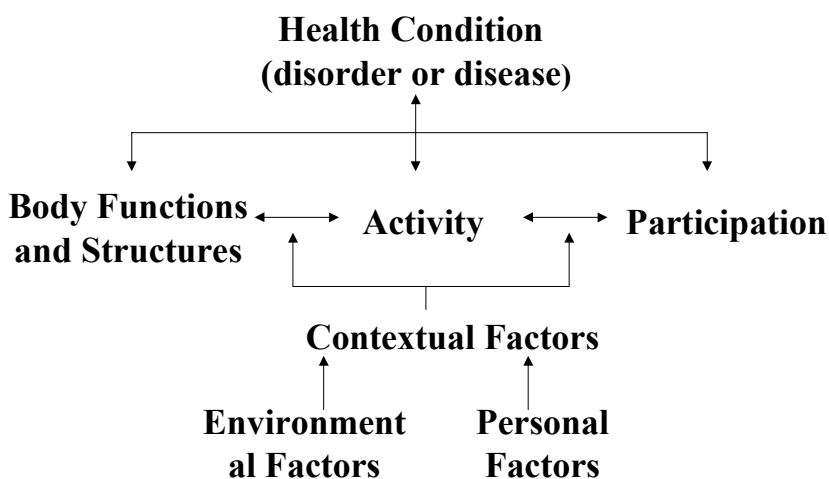 Health Condition
(disorder or disease)
Body Functions
and Structures
Activity
Participation
Contextual Factors
Environment
al Factors
Personal
Factors